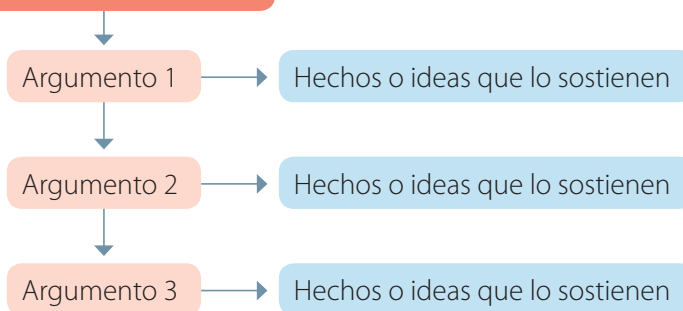 Argumento 1 Hechos o ideas que lo sostienen
Argumento 2 Hechos o ideas que lo sostienen
Argumento 3 Hechos o ideas que lo sostienen